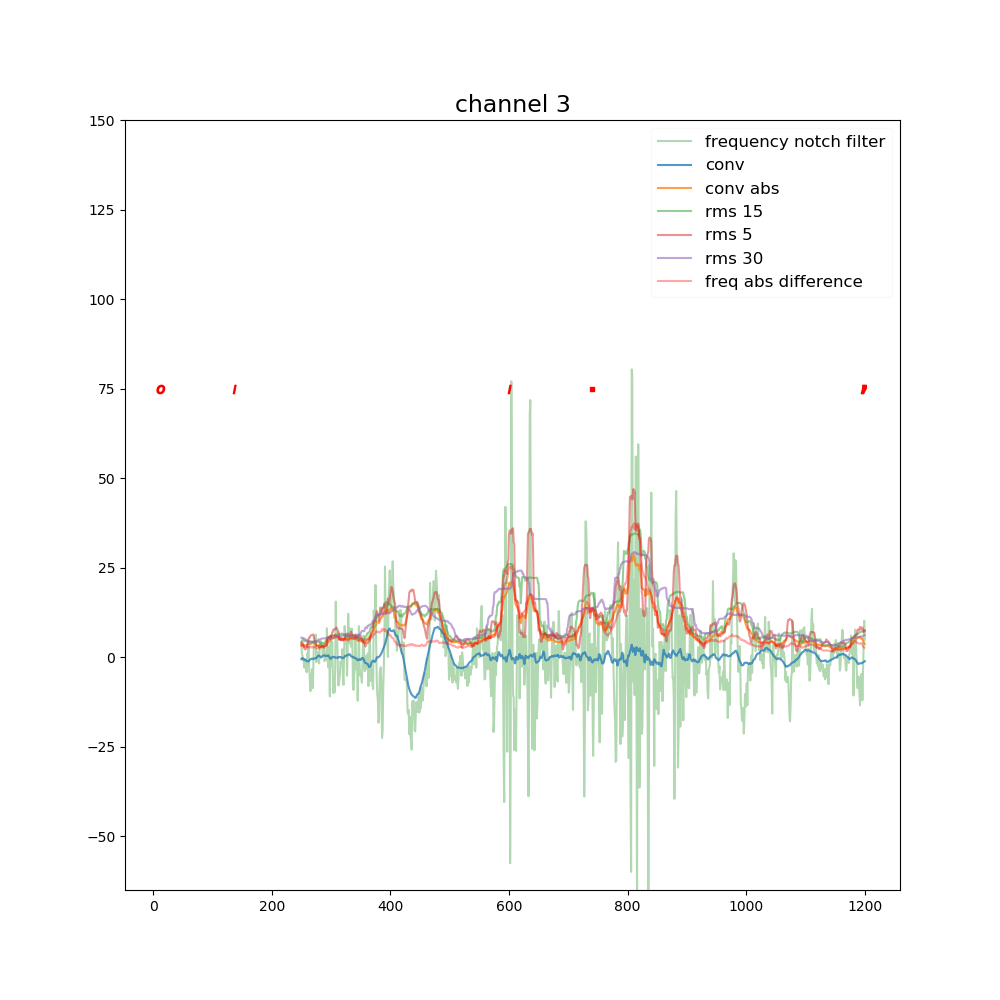 channel 3
150
125
100
75
50
25
0
−25
−50
0 200 400 600 800 1000 1200
frequency notch filter
conv
conv abs
rms 15
rms 5
rms 30
freq abs difference
o / / . ,